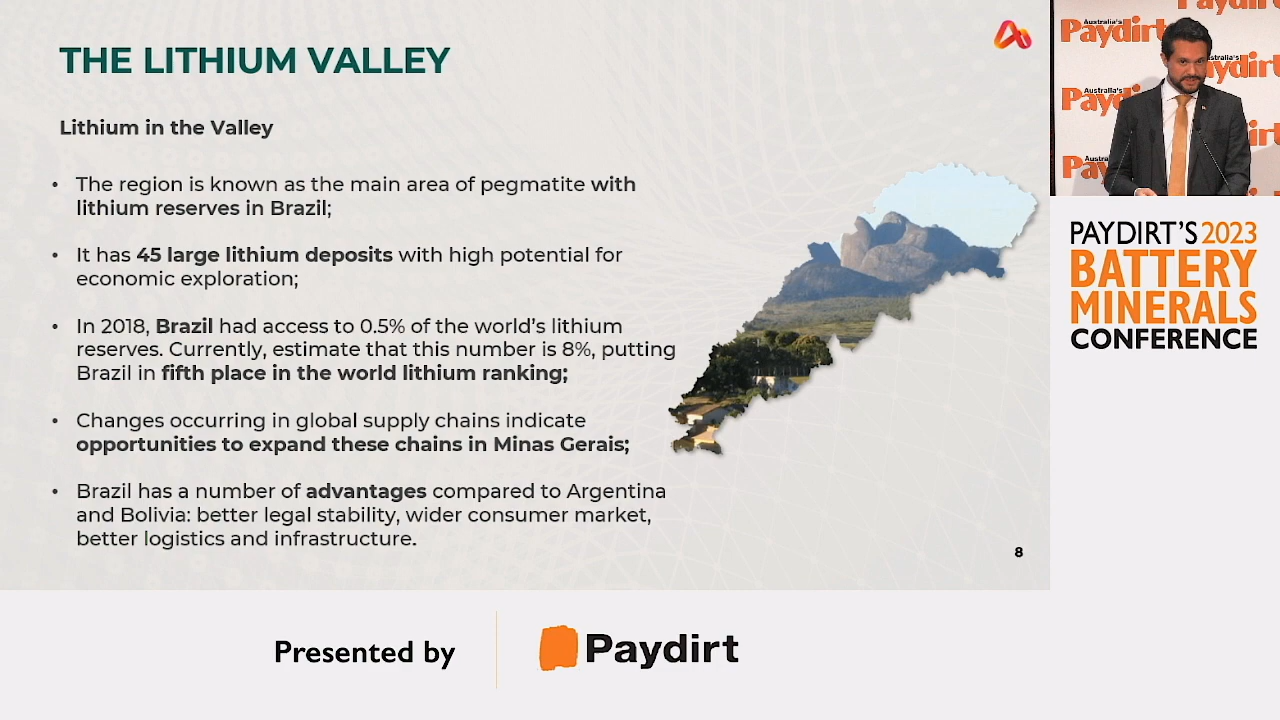 THE LITHIUM VALLEY
Lithium in the Valley
• The region is known as the main area of pegmatite with
lithium reserves in Brazil;
• It has 45 large lithium deposits with high potential for
economic exploration;
• In 2018, Brazil had access to 0.5% of the world's lithium
reserves. Currently, estimate that this number is 8%, putting
Brazil in fifth place in the world lithium ranking;
• Changes occurring in global supply chains indicate
opportunities to expand these chains in Minas Gerais;
• Brazil has a number of advantages compared to Argentina
and Bolivia: better legal stability, wider consumer market,
better logistics and infrastructure.
8
Australia's
Paydirt
PAYDIRT'S 2023
BATTERY
MINERALS
CONFERENCE
Presented by
Paydirt